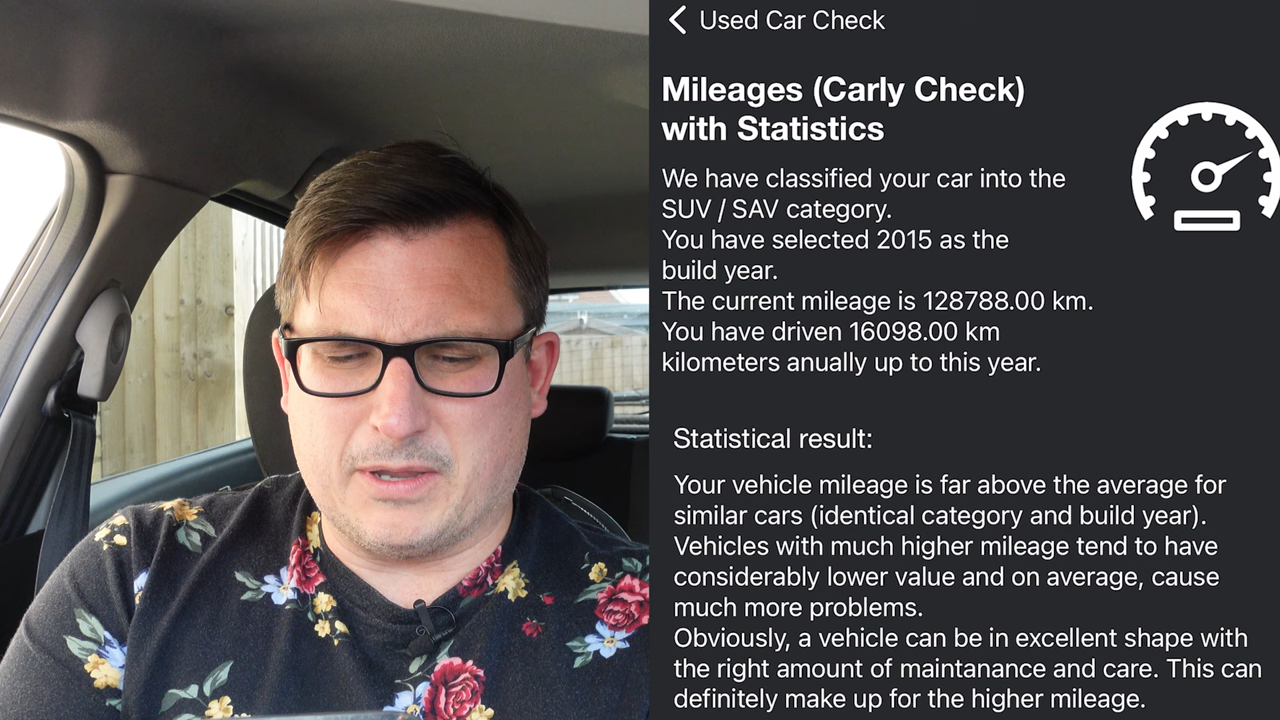 Used Car Check
Mileages (Carly Check)
with Statistics
We have classified your car into the
SUV / SAV category.
You have selected 2015 as the
build year.
The current mileage is 128788.00 km.
You have driven 16098.00 km
kilometers anually up to this year.
Statistical result:
Your vehicle mileage is far above the average for
similar cars (identical category and build year).
Vehicles with much higher mileage tend to have
considerably lower value and on average, cause
much more problems.
Obviously, a vehicle can be in excellent shape with
the right amount of maintanance and care. This can
definitely make up for the higher mileage.